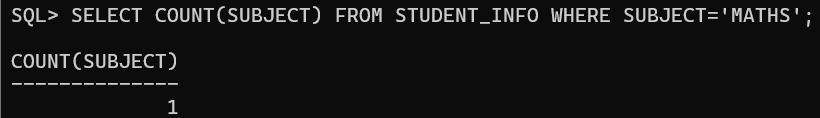 SQL> SELECT COUNT(SUBJECT) FROM STUDENT_INFO WHERE SUBJECT='MATHS';
COUNT(SUBJECT)
--------------
1